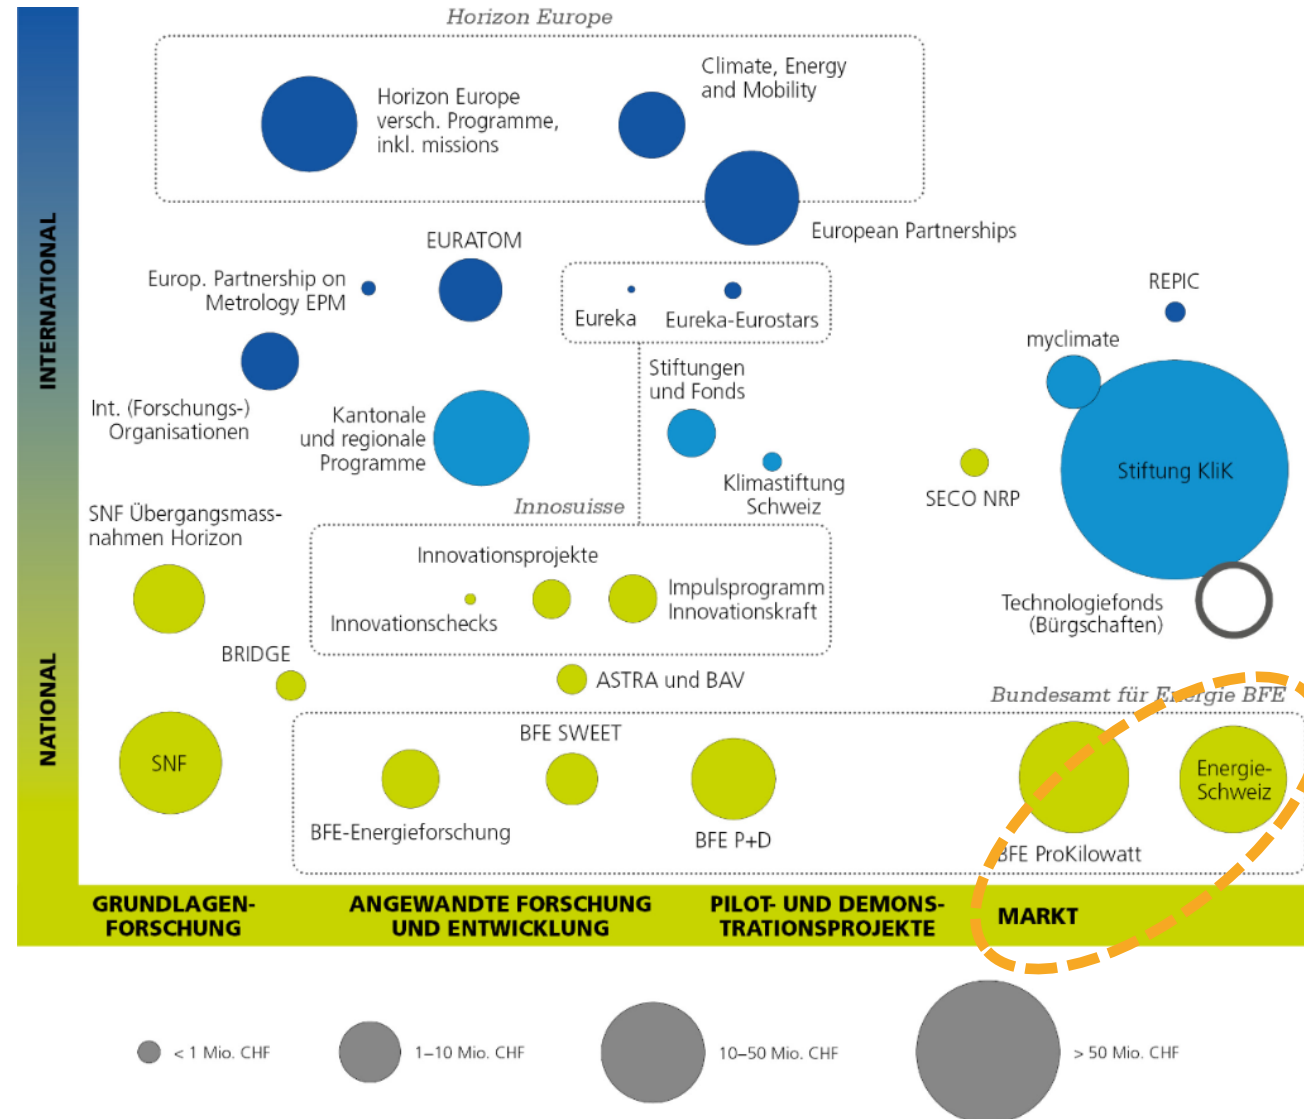 Horizon Europe
Horizon Europe
versch. Programme,
inkl. missions
Climate, Energy
and Mobility
European Partnerships
INTERNATIONAL
EURATOM
Europ. Partnership on
Metrology EPM
Eureka
Eureka-Eurostars
REPIC
myclimate
Int. (Forschungs-)
Organisationen
Kantonale
und regionale
Programme
Stiftungen
und Fonds
Klimastiftung
Schweiz
SECO NRP
Stiftung KliK
SNF Übergangsmass-
nahmen Horizon
Innosuisse
Innovationsprojekte
Innovationschecks
Impulsprogramm
Innovationskraft
Technologiefonds
(Bürgschaften)
NATIONAL
BRIDGE
ASTRA und BAV
Bundesamt für Energie BFE
SNF
BFE SWEET
BFE-Energieforschung
BFE P+D
BFE ProKilowatt
Energie-
Schweiz
GRUNDLAGEN-
FORSCHUNG
ANGEWANDTE FORSCHUNG
UND ENTWICKLUNG
PILOT- UND DEMONS-
TRATIONSPROJEKTE
MARKT
< 1 Mio. CHF
1–10 Mio. CHF
10–50 Mio. CHF
> 50 Mio. CHF